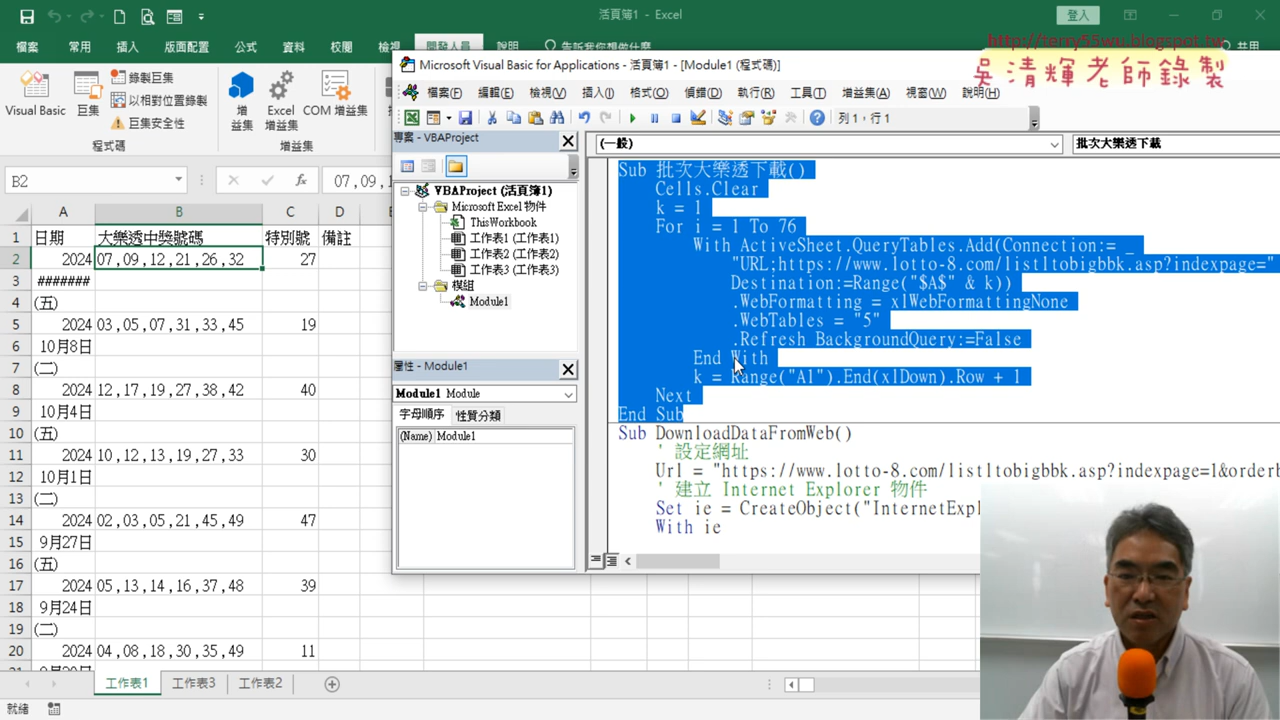 活頁簿1 - Excel
登入
檔案 常用 插入 版面配置 公式 資料 校閱 檢視 開發人員 說明 告訴我您想做什麼 共用
http://terry55wu.blogspot.tw
吳清輝老師錄製
Visual Basic
巨集
錄製巨集
以相對位置錄製
巨集安全性
增益集
Excel 增益集
COM 增益集
程式碼
增益集
B2
07,09,1
A B C D E
1 日期 大樂透中獎號碼 特別號 備註
2 2024 07,09,12,21,26,32 27
3 #######
4 (五)
5 2024 03,05,07,31,33,45 19
6 10月8日
7 (二)
8 2024 12,17,19,27,38,42 40
9 10月4日
10 (五)
11 2024 10,12,13,19,27,33 30
12 10月1日
13 (二)
14 2024 02,03,05,21,45,49 47
15 9月27日
16 (五)
17 2024 05,13,14,16,37,48 39
18 9月24日
19 (二)
20 2024 04,08,18,30,35,49 11
工作表1 工作表3 工作表2
就緒
Microsoft Visual Basic for Applications - 活頁簿1 - [Module1 (程式碼)]
檔案(F) 編輯(E) 檢視(V) 插入(I) 格式(O) 偵錯(D) 執行(R) 工具(T) 增益集(A) 視窗(W) 說明(H)
列 1，行 1
專案 - VBAProject
VBAProject (活頁簿1)
Microsoft Excel 物件
ThisWorkbook
工作表1 (工作表1)
工作表2 (工作表2)
工作表3 (工作表3)
模組
Module1
屬性 - Module1
Module1 Module
字母順序 性質分類
(Name) Module1
(一般)
批次大樂透下載
Sub 批次大樂透下載()
Cells.Clear
k = 1
For i = 1 To 76
With ActiveSheet.QueryTables.Add(Connection:= _
"URL;https://www.lotto-8.com/listltobigbbk.asp?indexpage="
Destination:=Range("$A$" & k))
.WebFormatting = xlWebFormattingNone
.WebTables = "5"
.Refresh BackgroundQuery:=False
End With
k = Range("A1").End(xlDown).Row + 1
Next
End Sub
Sub DownloadDataFromWeb()
' 設定網址
Url = "https://www.lotto-8.com/listltobigbbk.asp?indexpage=1&orderb
' 建立 Internet Explorer 物件
Set ie = CreateObject("InternetExpl
With ie